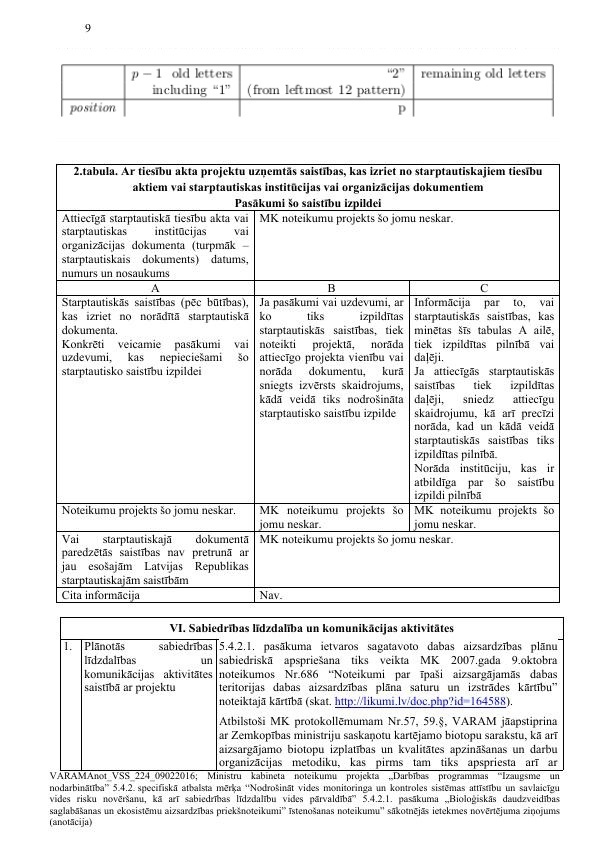 9
p − 1 old letters “2” remaining old letters
including “1” (from leftmost 12 pattern)
position p
2.tabula. Ar tiesību akta projektu uzņemtās saistības, kas izriet no starptautiskajiem tiesību
aktiem vai starptautiskas institūcijas vai organizācijas dokumentiem
Pasākumi šo saistību izpildei
Attiecīgā starptautiskā tiesību akta vai
starptautiskas institūcijas vai
organizācijas dokumenta (turpmāk –
starptautiskais dokuments) datums,
numurs un nosaukums
MK noteikumu projekts šo jomu neskar.
A
B
C
Starptautiskās saistības (pēc būtības),
kas izriet no norādītā starptautiskā
dokumenta.
Konkrēti veicamie pasākumi vai
uzdevumi, kas nepieciešami šo
starptautisko saistību izpildei
Ja pasākumi vai uzdevumi, ar
ko tiks izpildītas
starptautiskās saistības, tiek
noteikti projektā, norāda
attiecīgo projekta vienību vai
norāda dokumentu, kurā
sniegts izvērsts skaidrojums,
kādā veidā tiks nodrošināta
starptautisko saistību izpilde
Informācija par to, vai
starptautiskās saistības, kas
minētas šīs tabulas A ailē,
tiek izpildītas pilnībā vai
daļēji.
Ja attiecīgās starptautiskās
saistības tiek izpildītas
daļēji, sniedz attiecīgu
skaidrojumu, kā arī precīzi
norāda, kad un kādā veidā
starptautiskās saistības tiks
izpildītas pilnībā.
Norāda institūciju, kas ir
atbildīga par šo saistību
izpildi pilnībā
Noteikumu projekts šo jomu neskar.
MK noteikumu projekts šo
jomu neskar.
MK noteikumu projekts šo
jomu neskar.
Vai starptautiskajā dokumentā
paredzētās saistības nav pretrunā ar
jau esošajām Latvijas Republikas
starptautiskajām saistībām
MK noteikumu projekts šo jomu neskar.
Cita informācija
Nav.
VI. Sabiedrības līdzdalība un komunikācijas aktivitātes
1.
Plānotās sabiedrības
līdzdalības un
komunikācijas aktivitātes
saistībā ar projektu
5.4.2.1. pasākuma ietvaros sagatavoto dabas aizsardzības plānu
sabiedriskā apspriešana tiks veikta MK 2007.gada 9.oktobra
noteikumos Nr.686 “Noteikumi par īpaši aizsargājamās dabas
teritorijas dabas aizsardzības plāna saturu un izstrādes kārtību”
noteiktajā kārtībā (skat. http://likumi.lv/doc.php?id=164588).
Atbilstoši MK protokollēmumam Nr.57, 59.§, VARAM jāapstiprina
ar Zemkopības ministriju saskaņotu kartējamo biotopu sarakstu, kā arī
aizsargājamo biotopu izplatības un kvalitātes apzināšanas un darbu
organizācijas metodiku, kas pirms tam tiks apspriesta arī ar
VARAMAnot_VSS_224_09022016; Ministru kabineta noteikumu projekta „Darbības programmas “Izaugsme un
nodarbinātība” 5.4.2. specifiskā atbalsta mērķa “Nodrošināt vides monitoringa un kontroles sistēmas attīstību un savlaicīgu
vides risku novēršanu, kā arī sabiedrības līdzdalību vides pārvaldībā” 5.4.2.1. pasākuma „Bioloģiskās daudzveidības
saglabāšanas un ekosistēmu aizsardzības priekšnoteikumi” īstenošanas noteikumu” sākotnējās ietekmes novērtējuma ziņojums
(anotācija)